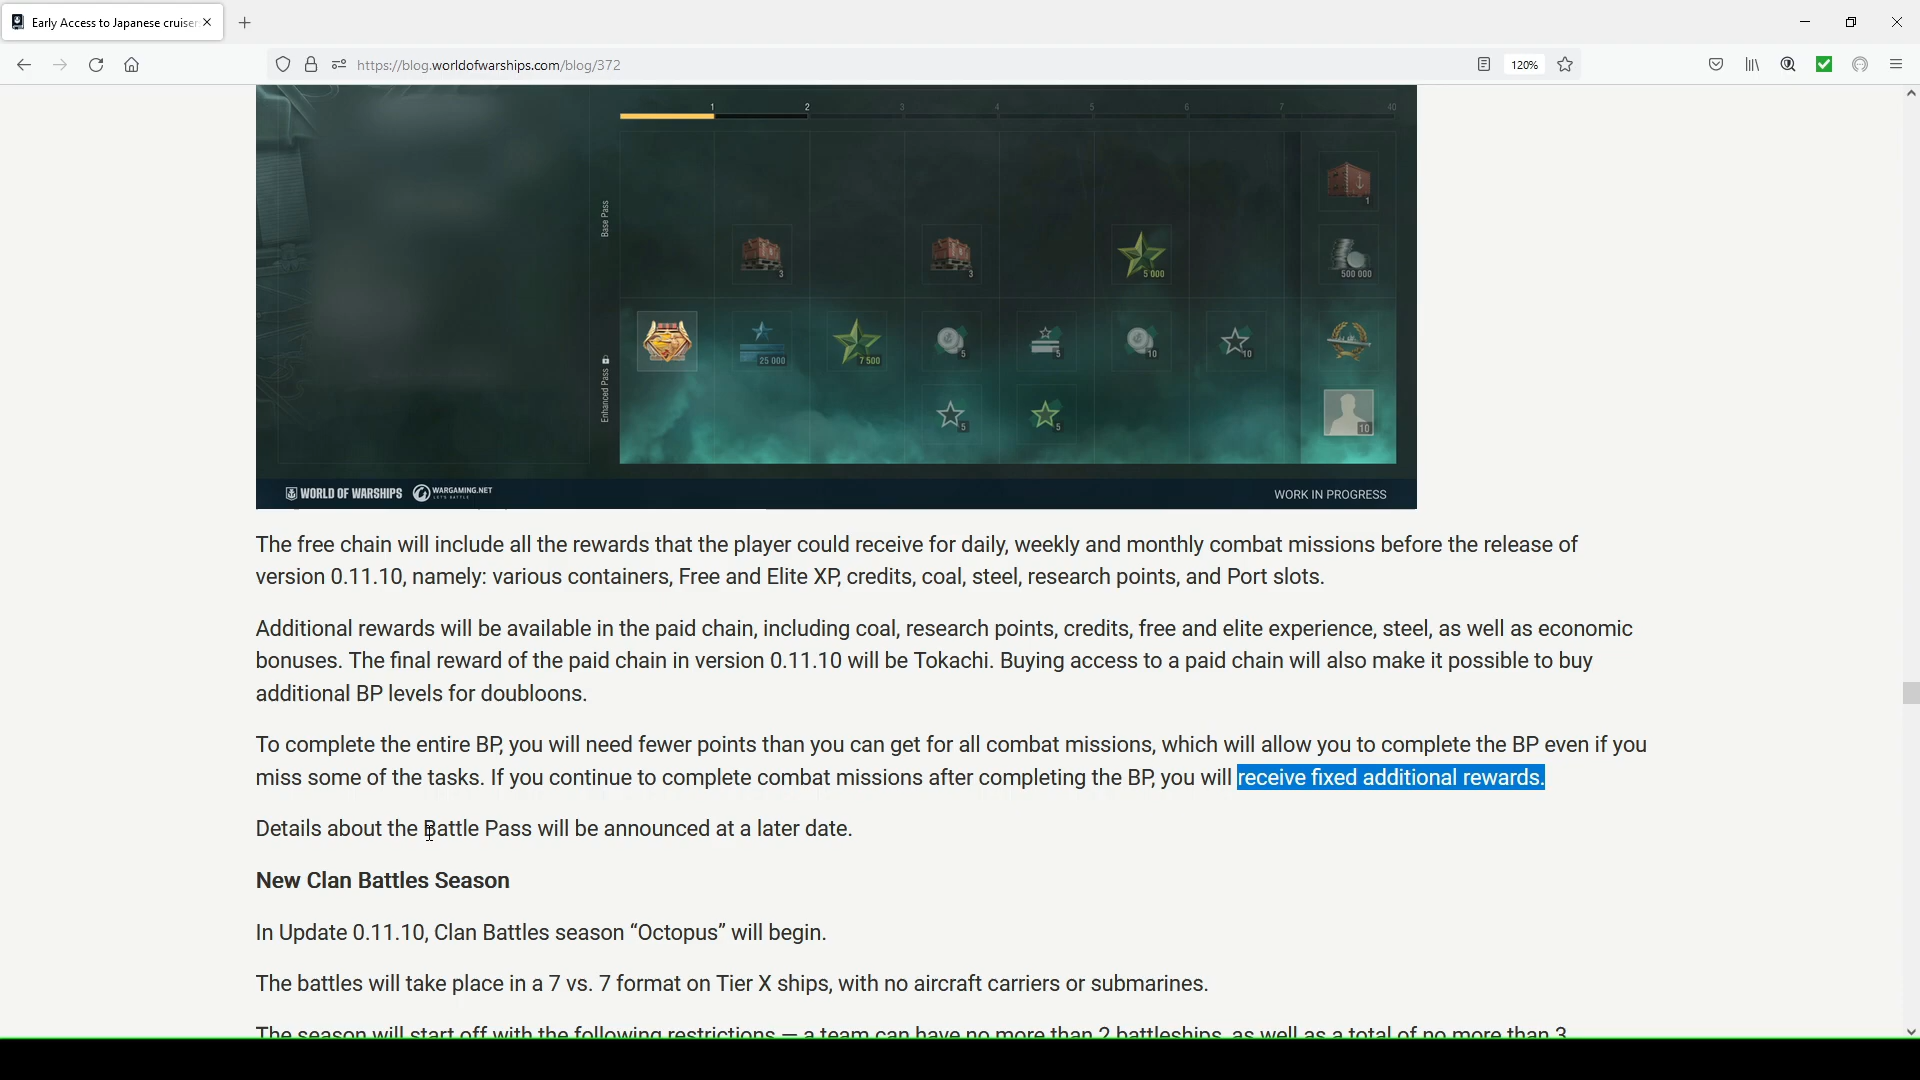 Early Access to Japanese cruiser
https://blog.worldofwarships.com/blog/372
120%
1 2 3 4 5 6 7 40
Base Pass
1
3 3 5 000 500 000
Enhanced Pass
25 000 7 500 5 5 10 10
5 5 10
WORLD OF WARSHIPS WARGAMING.NET LET'S BATTLE WORK IN PROGRESS
The free chain will include all the rewards that the player could receive for daily, weekly and monthly combat missions before the release of
version 0.11.10, namely: various containers, Free and Elite XP, credits, coal, steel, research points, and Port slots.
Additional rewards will be available in the paid chain, including coal, research points, credits, free and elite experience, steel, as well as economic
bonuses. The final reward of the paid chain in version 0.11.10 will be Tokachi. Buying access to a paid chain will also make it possible to buy
additional BP levels for doubloons.
To complete the entire BP, you will need fewer points than you can get for all combat missions, which will allow you to complete the BP even if you
miss some of the tasks. If you continue to complete combat missions after completing the BP, you will receive fixed additional rewards.
Details about the Battle Pass will be announced at a later date.
New Clan Battles Season
In Update 0.11.10, Clan Battles season “Octopus” will begin.
The battles will take place in a 7 vs. 7 format on Tier X ships, with no aircraft carriers or submarines.
The season will start off with the following restrictions — a team can have no more than 2 battleships, as well as a total of no more than 3